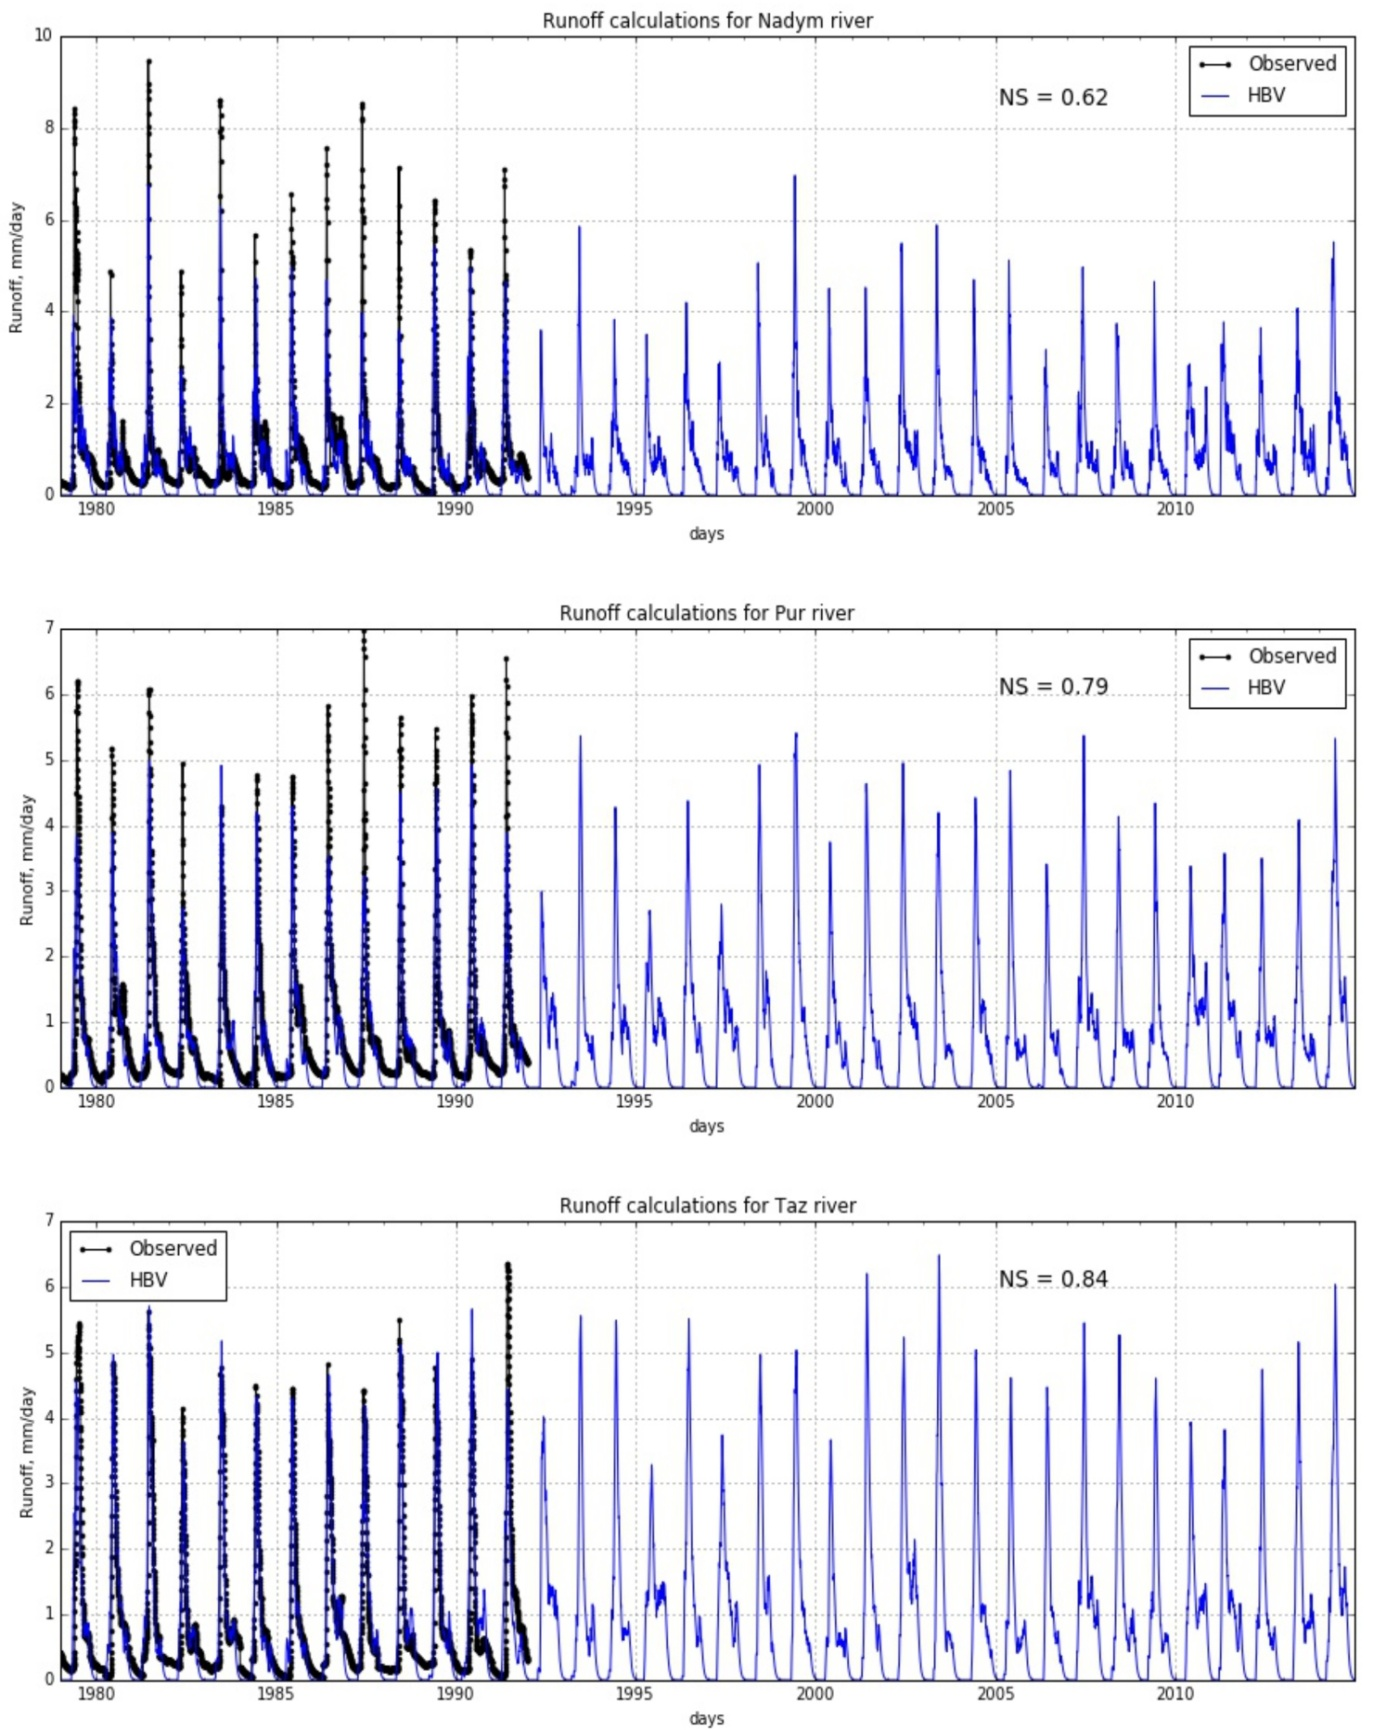 Runoff calculations for Nadym river
10
8
6
4
2
0
Runoff, mm/day
NS = 0.62
Observed
HBV
1980 1985 1990 1995 2000 2005 2010
days
Runoff calculations for Pur river
7
6
5
4
3
2
1
0
Runoff, mm/day
NS = 0.79
Observed
HBV
1980 1985 1990 1995 2000 2005 2010
days
Runoff calculations for Taz river
7
6
5
4
3
2
1
0
Runoff, mm/day
Observed
HBV
NS = 0.84
1980 1985 1990 1995 2000 2005 2010
days